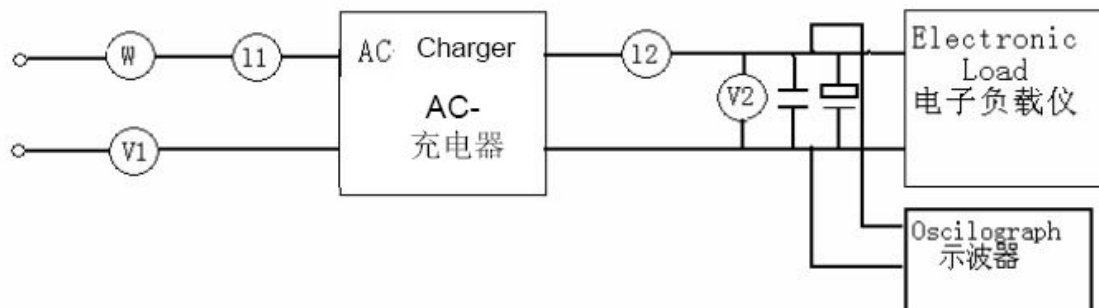 W
11
V1
AC Charger
AC-
充电器
12
V2
Electronic
Load
电子负载仪
Oscilograph
示波器